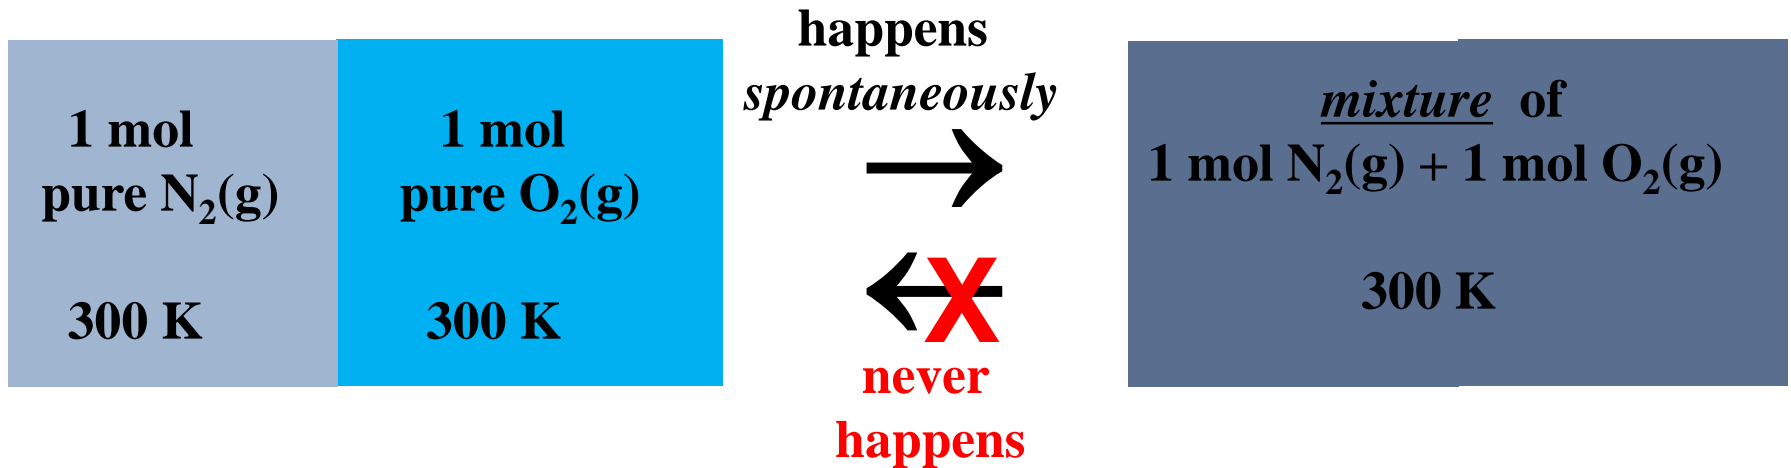 1 mol
pure N₂(g)
300 K
1 mol
pure O₂(g)
300 K
happens
spontaneously
X
never
happens
mixture of
1 mol N₂(g) + 1 mol O₂(g)
300 K